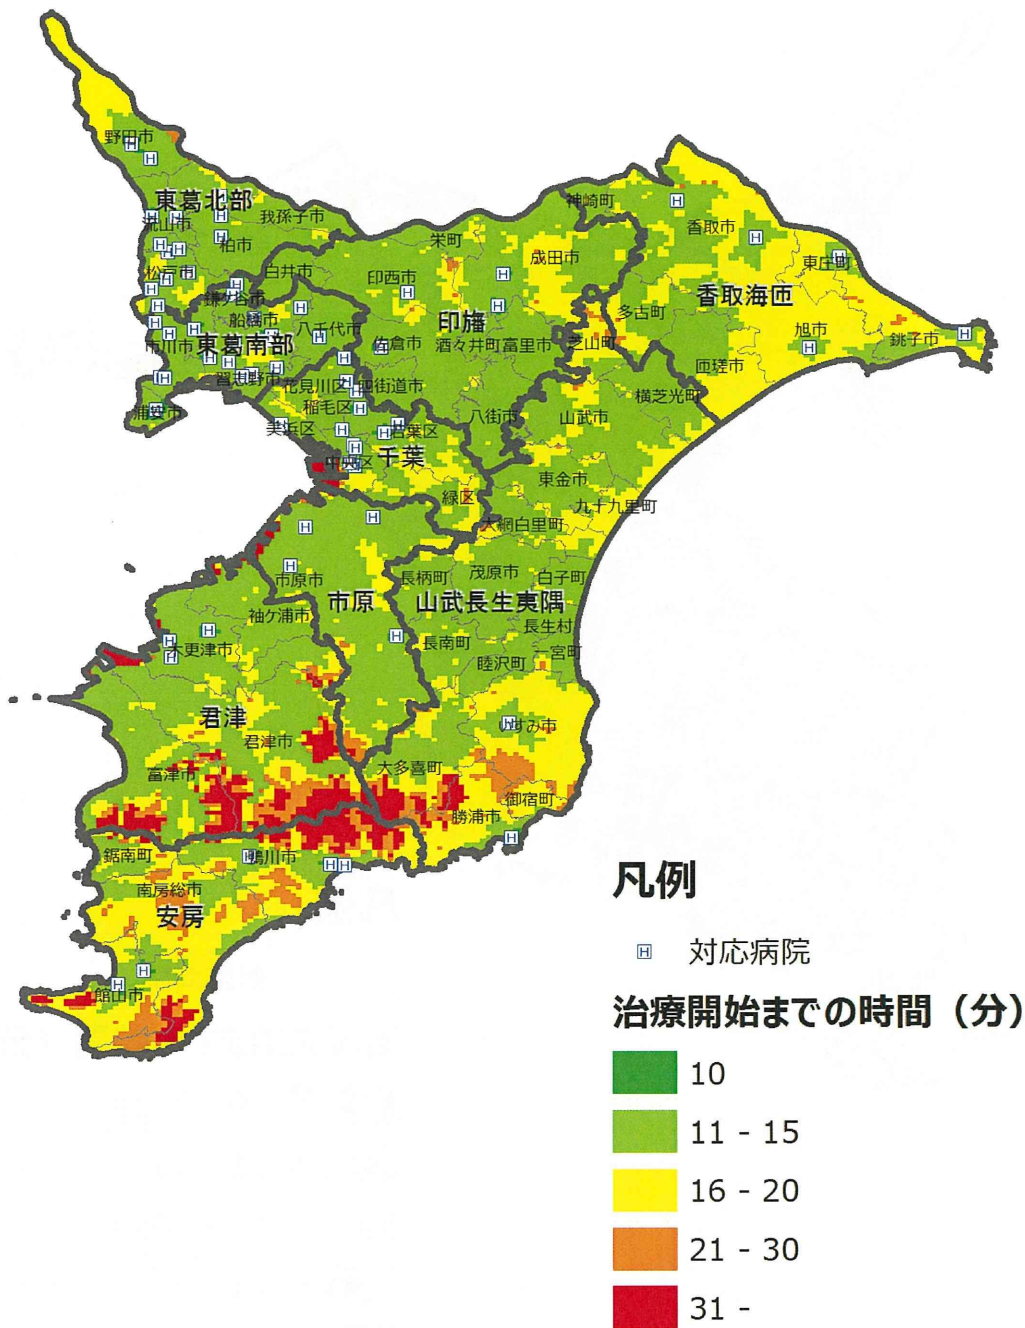 野田市
東葛北部
流山市
我孫子市
柏市
松戸市
白井市
鎌ケ谷市
船橋市
八千代市
東葛南部
市川市
習志野市
浦安市
花見川区
四街道市
稲毛区
美浜区
若葉区
中央区
千葉
緑区
栄町
成田市
印西市
印旛
佐倉市
酒々井町
富里市
八街市
神崎町
香取市
東庄町
香取海匝
多古町
芝山町
旭市
銚子市
匝瑳市
横芝光町
山武市
東金市
九十九里町
大網白里町
市原市
市原
長柄町
茂原市
白子町
山武長生夷隅
長生村
長南町
一宮町
睦沢町
袖ケ浦市
木更津市
君津
君津市
富津市
いすみ市
大多喜町
御宿町
勝浦市
鋸南町
鴨川市
南房総市
安房
館山市
凡例
H 対応病院
治療開始までの時間（分）
10
11 - 15
16 - 20
21 - 30
31 -